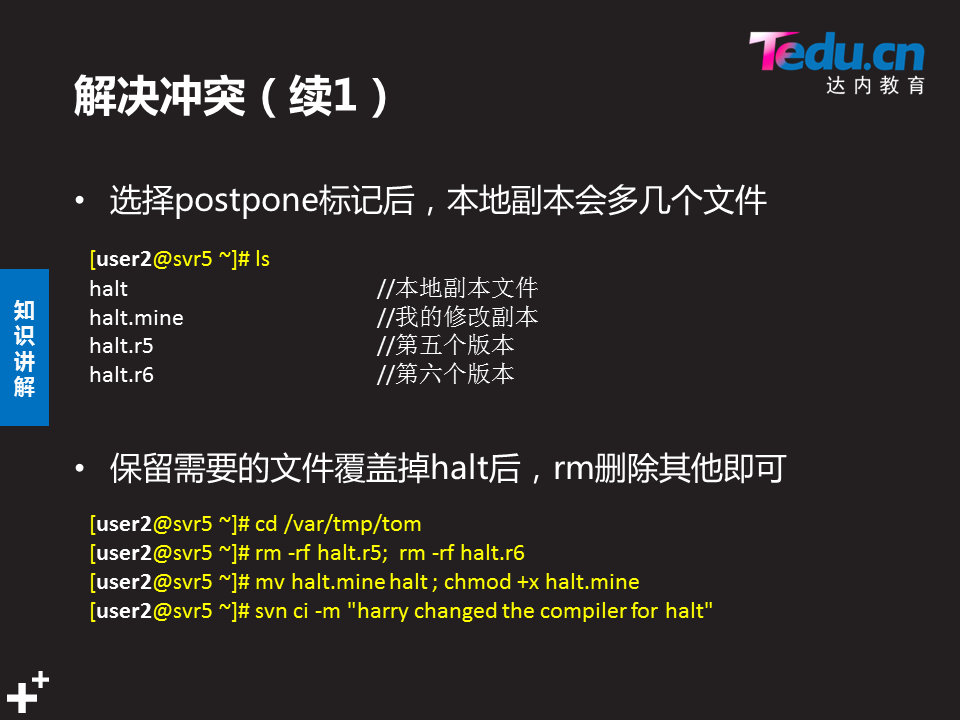 Tedu.cn
达内教育
解决冲突（续1）
• 选择postpone标记后，本地副本会多几个文件
[user2@svr5 ~]# ls
halt //本地副本文件
halt.mine //我的修改副本
halt.r5 //第五个版本
halt.r6 //第六个版本
知识讲解
• 保留需要的文件覆盖掉halt后，rm删除其他即可
[user2@svr5 ~]# cd /var/tmp/tom
[user2@svr5 ~]# rm -rf halt.r5;  rm -rf halt.r6
[user2@svr5 ~]# mv halt.mine halt ; chmod +x halt.mine
[user2@svr5 ~]# svn ci -m "harry changed the compiler for halt"